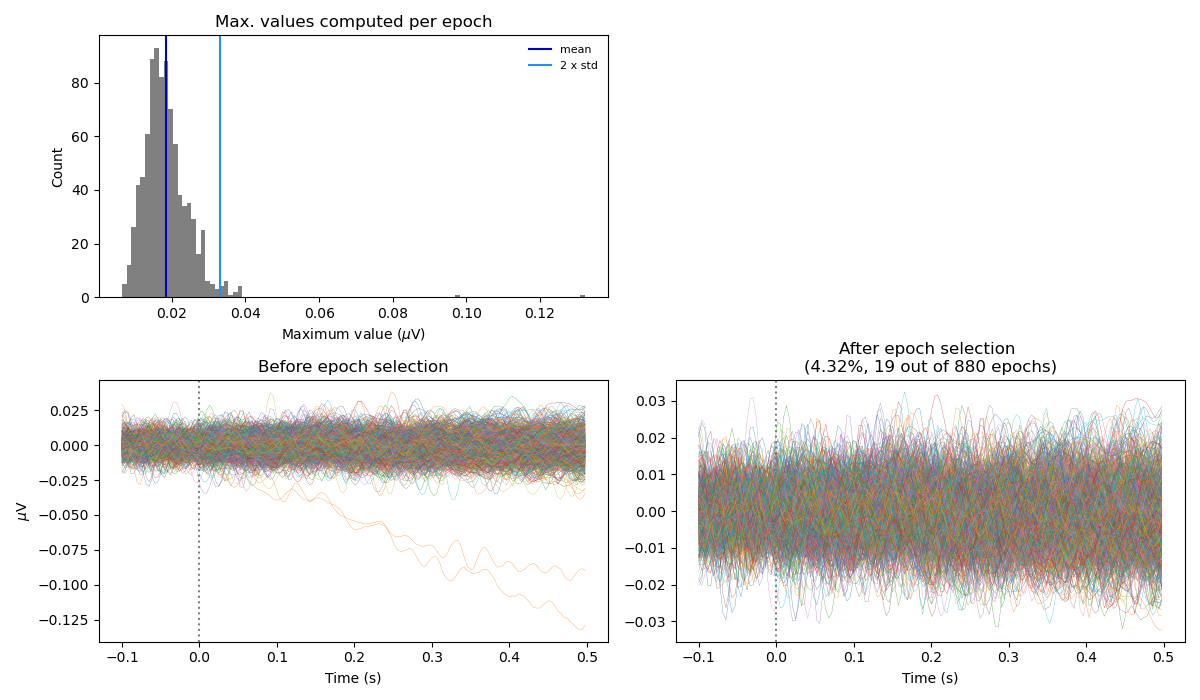 Max. values computed per epoch
mean
2 x std
Count
80
60
40
20
0
0.02 0.04 0.06 0.08 0.10 0.12
Maximum value (μV)
Before epoch selection
μV
0.025
0.000
−0.025
−0.050
−0.075
−0.100
−0.125
−0.1 0.0 0.1 0.2 0.3 0.4 0.5
Time (s)
After epoch selection
(4.32%, 19 out of 880 epochs)
0.03
0.02
0.01
0.00
−0.01
−0.02
−0.03
−0.1 0.0 0.1 0.2 0.3 0.4 0.5
Time (s)